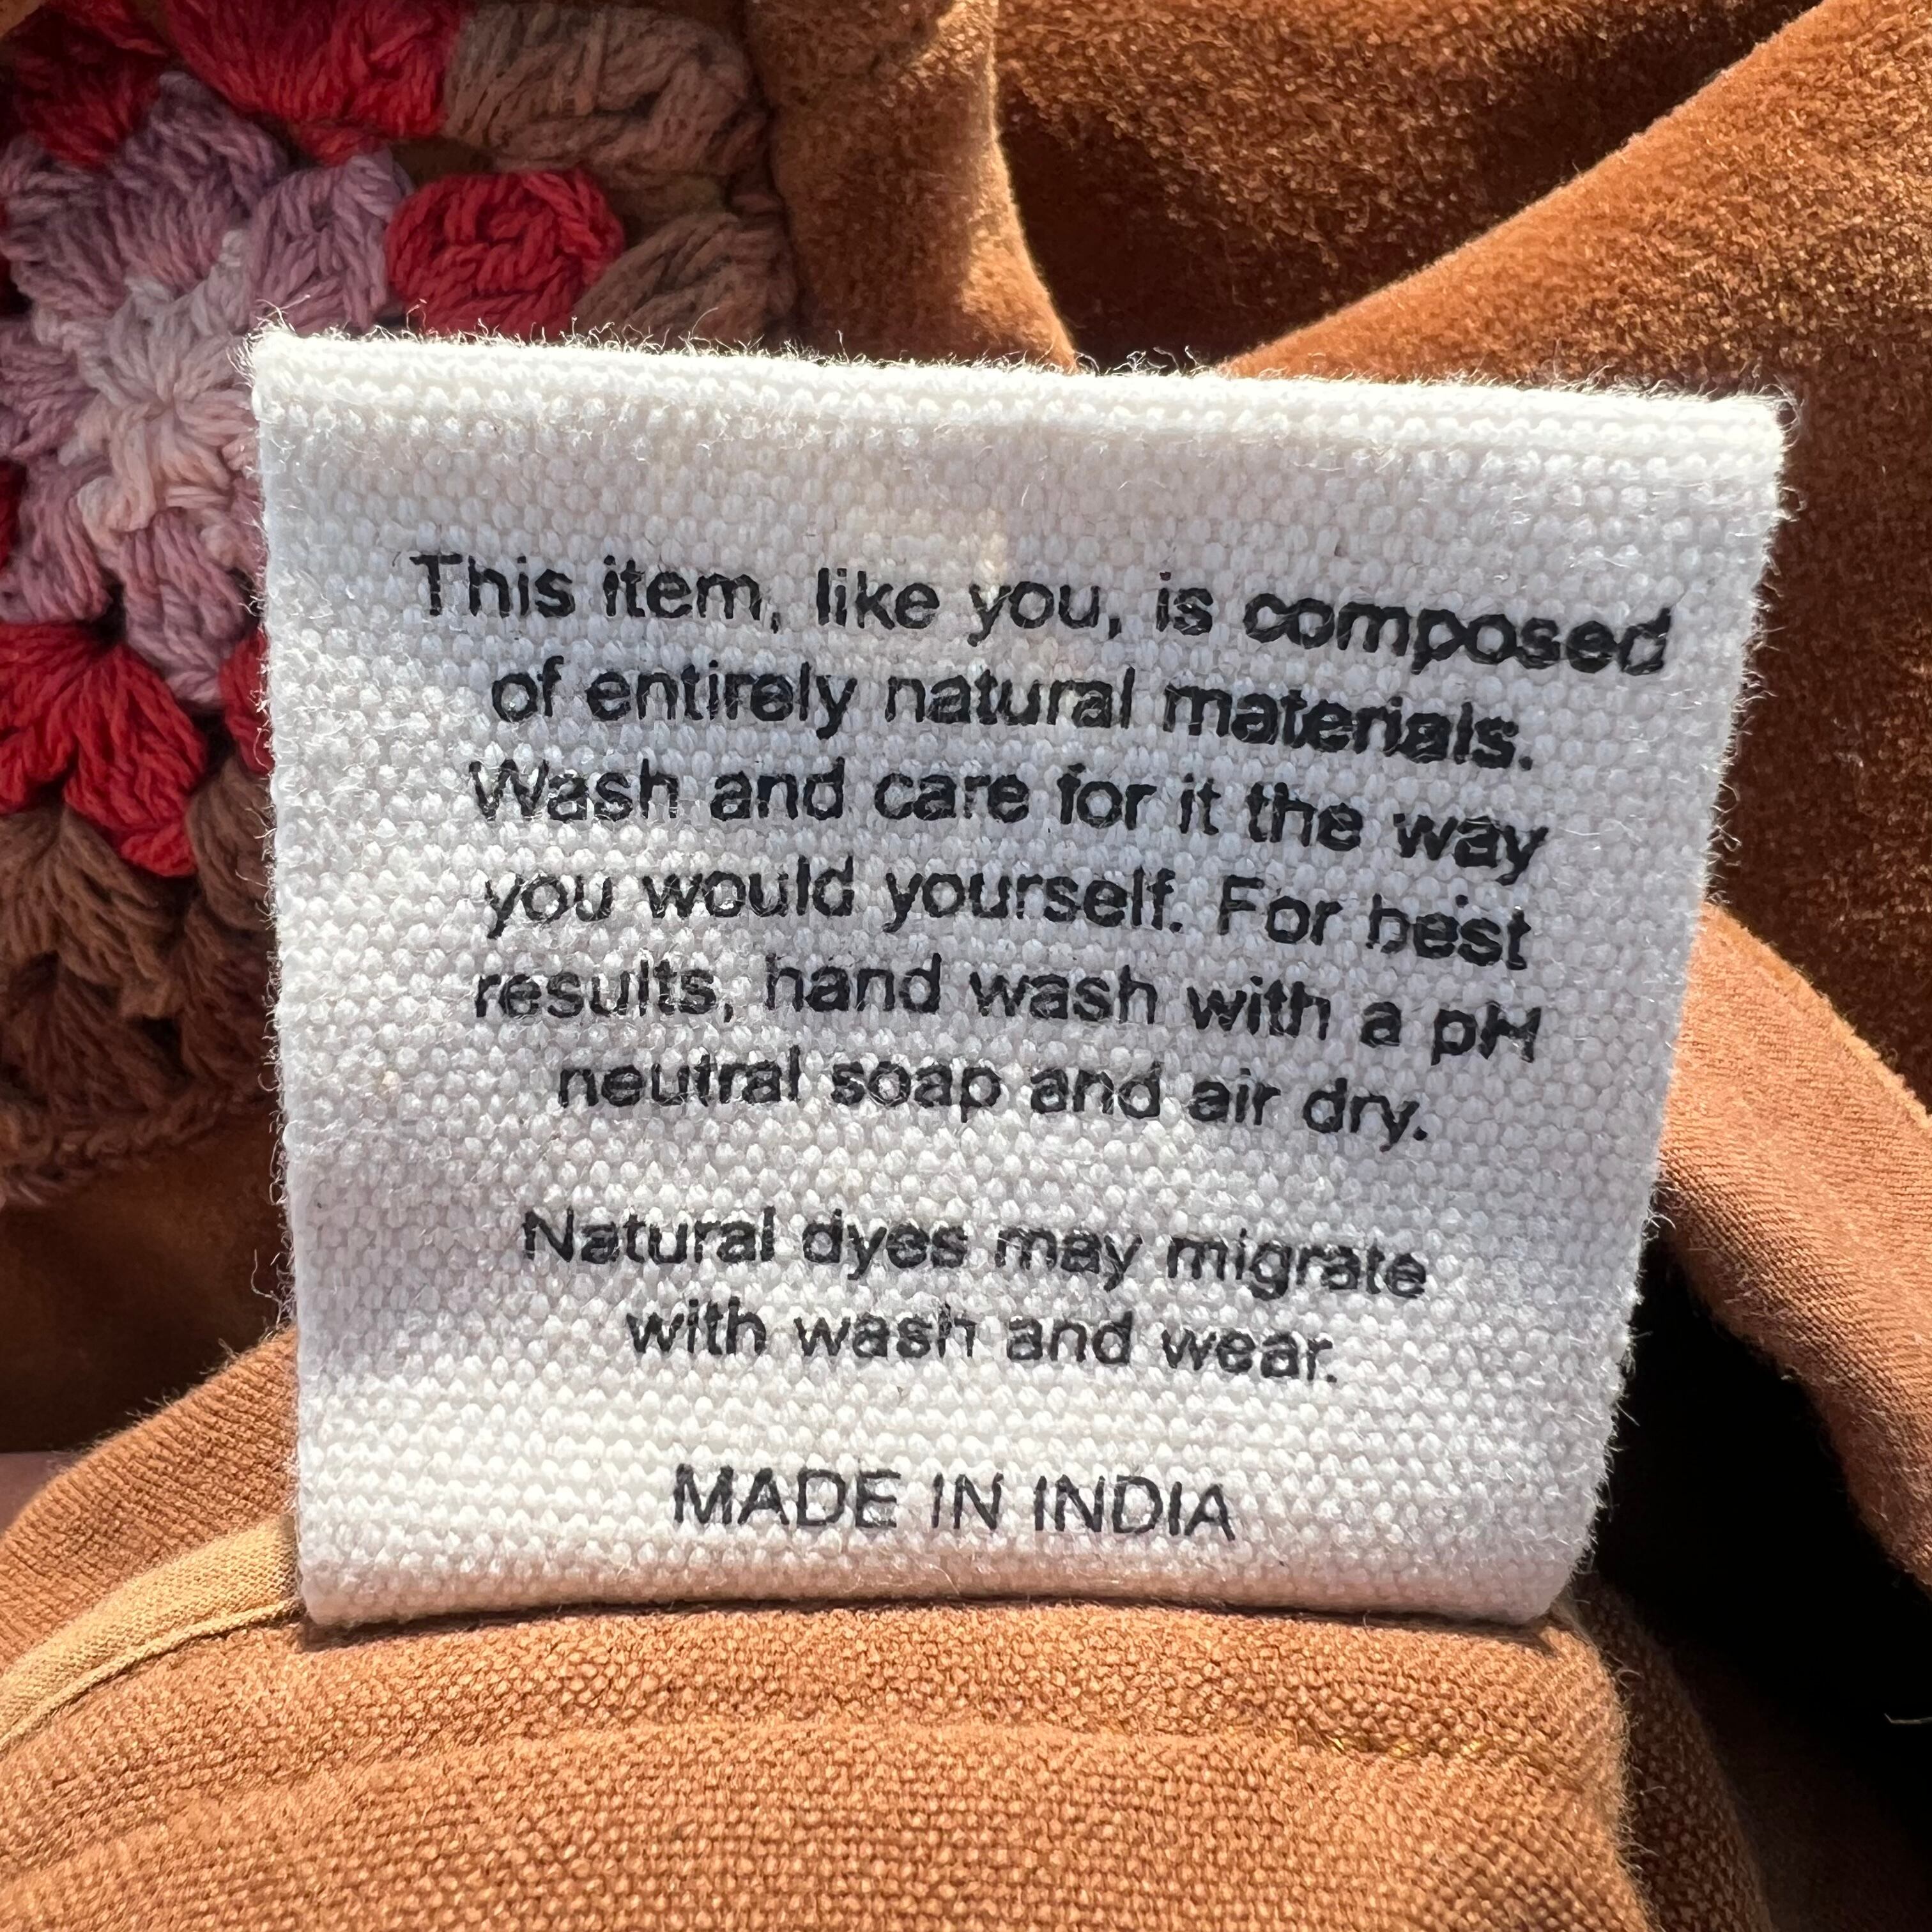 This item, like you, is composed
of entirely natural materials.
Wash and care for it the way
you would yourself. For best
results, hand wash with a pH
neutral soap and air dry.
Natural dyes may migrate
with wash and wear.
MADE IN INDIA